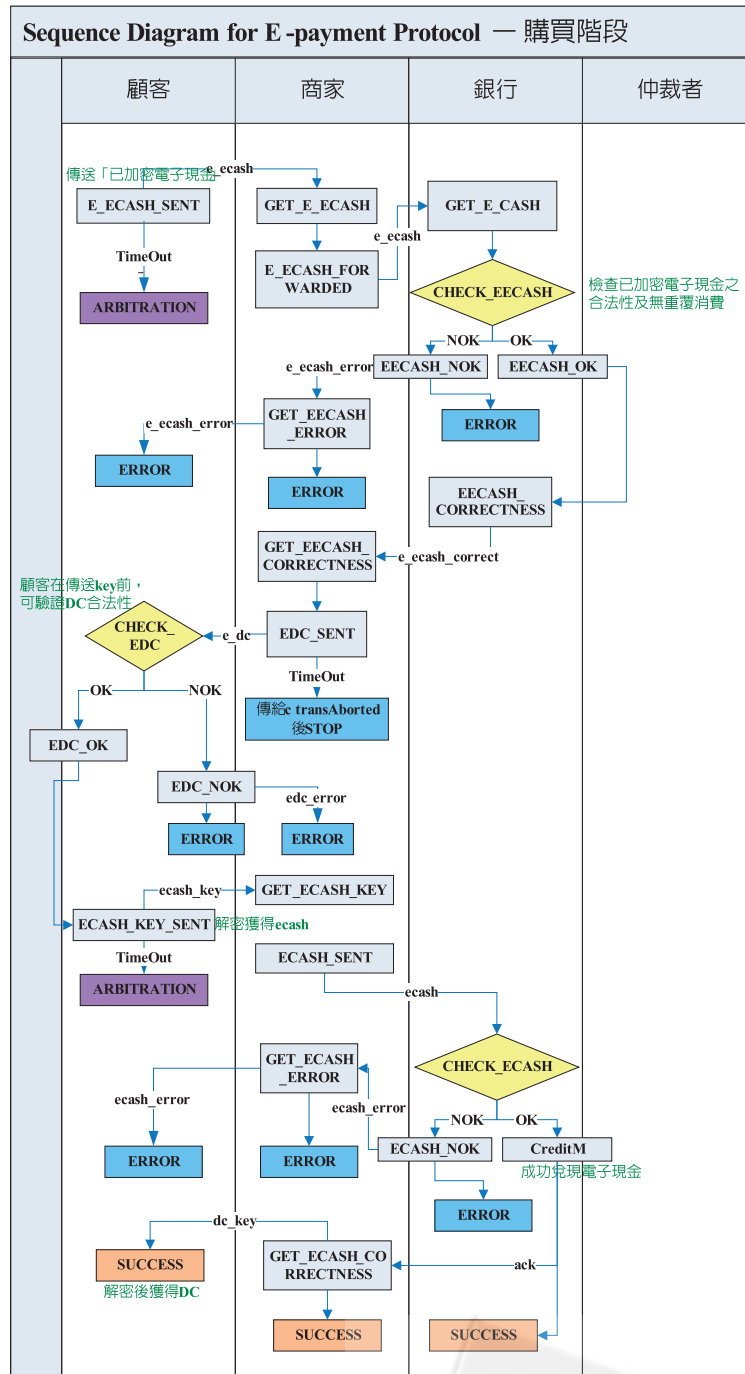 Sequence Diagram for E -payment Protocol － 購買階段
顧客
商家
銀行
仲裁者
傳送「已加密電子現金
e_ecash
E_ECASH_SENT
GET_E_ECASH
GET_E_CASH
e_ecash
TimeOut
E_ECASH_FOR
WARDED
ARBITRATION
CHECK_EECASH
檢查已加密電子現金之
合法性及無重覆消費
NOK
OK
e_ecash_error
EECASH_NOK
EECASH_OK
GET_EECASH
_ERROR
e_ecash_error
ERROR
ERROR
ERROR
EECASH_
CORRECTNESS
GET_EECASH_
CORRECTNESS
e_ecash_correct
顧客在傳送key前，
可驗證DC合法性
CHECK_
EDC
e_dc
EDC_SENT
TimeOut
OK
NOK
傳給c transAborted
後STOP
EDC_OK
EDC_NOK
edc_error
ERROR
ERROR
ecash_key
GET_ECASH_KEY
ECASH_KEY_SENT
解密獲得ecash
TimeOut
ECASH_SENT
ARBITRATION
ecash
GET_ECASH
_ERROR
CHECK_ECASH
ecash_error
ecash_error
NOK
OK
ERROR
ERROR
ECASH_NOK
CreditM
成功兌現電子現金
ERROR
dc_key
SUCCESS
GET_ECASH_CO
RRECTNESS
ack
解密後獲得DC
SUCCESS
SUCCESS